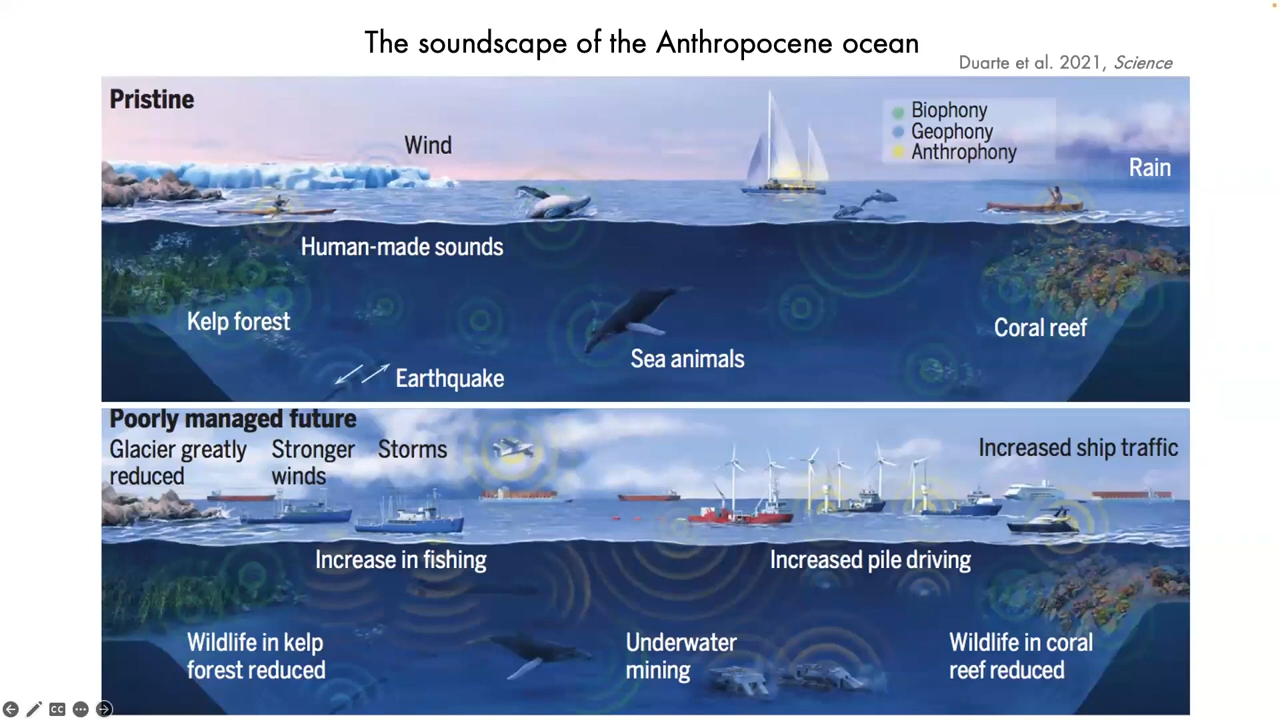 The soundscape of the Anthropocene ocean
Duarte et al. 2021, Science
Pristine
Biophony
Geophony
Anthrophony
Wind
Rain
Human-made sounds
Kelp forest
Coral reef
Sea animals
Earthquake
Poorly managed future
Glacier greatly
reduced
Stronger
winds
Storms
Increased ship traffic
Increase in fishing
Increased pile driving
Wildlife in kelp
forest reduced
Underwater
mining
Wildlife in coral
reef reduced
CC